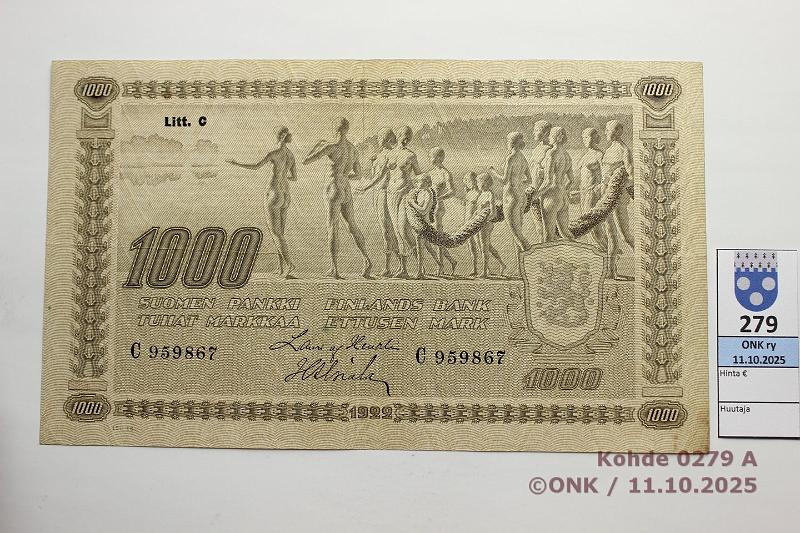 1000
1000
Litt. C
1000
SUOMEN PANKKI FINLANDS BANK
TUHAT MARKKAA ETTUSEN MARK
C 959867
C 959867
1000
1000
1922
1000
279
ONK ry
11.10.2025
Hinta €
Huutaja
Kohde 0279 A
©ONK / 11.10.2025